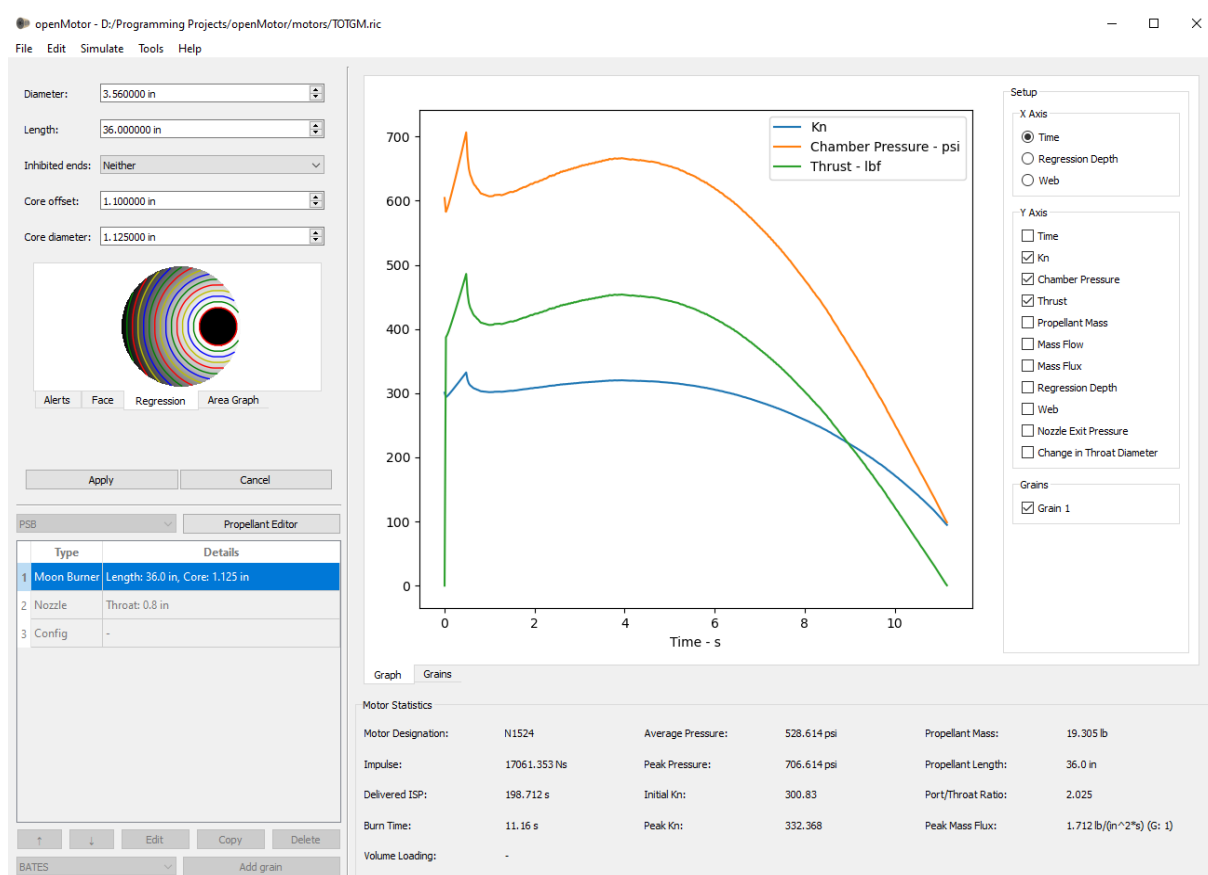 openMotor - D:/Programming Projects/openMotor/motors/TOTGM.ric
File Edit Simulate Tools Help
Diameter: 3.560000 in
Length: 36.000000 in
Inhibited ends: Neither
Core offset: 1.100000 in
Core diameter: 1.125000 in
Alerts Face Regression Area Graph
Apply Cancel
PSB Propellant Editor
Type Details
1 Moon Burner Length: 36.0 in, Core: 1.125 in
2 Nozzle Throat: 0.8 in
3 Config -
↑ ↓ Edit Copy Delete
BATES Add grain
Kn
Chamber Pressure - psi
Thrust - lbf
700
600
500
400
300
200
100
0
0 2 4 6 8 10
Time - s
Setup
X Axis
Time
Regression Depth
Web
Y Axis
Time
Kn
Chamber Pressure
Thrust
Propellant Mass
Mass Flow
Mass Flux
Regression Depth
Web
Nozzle Exit Pressure
Change in Throat Diameter
Grains
Grain 1
Graph Grains
Motor Statistics
Motor Designation: N1524 Average Pressure: 528.614 psi Propellant Mass: 19.305 lb
Impulse: 17061.353 Ns Peak Pressure: 706.614 psi Propellant Length: 36.0 in
Delivered ISP: 198.712 s Initial Kn: 300.83 Port/Throat Ratio: 2.025
Burn Time: 11.16 s Peak Kn: 332.368 Peak Mass Flux: 1.712 lb/(in^2*s) (G: 1)
Volume Loading: -